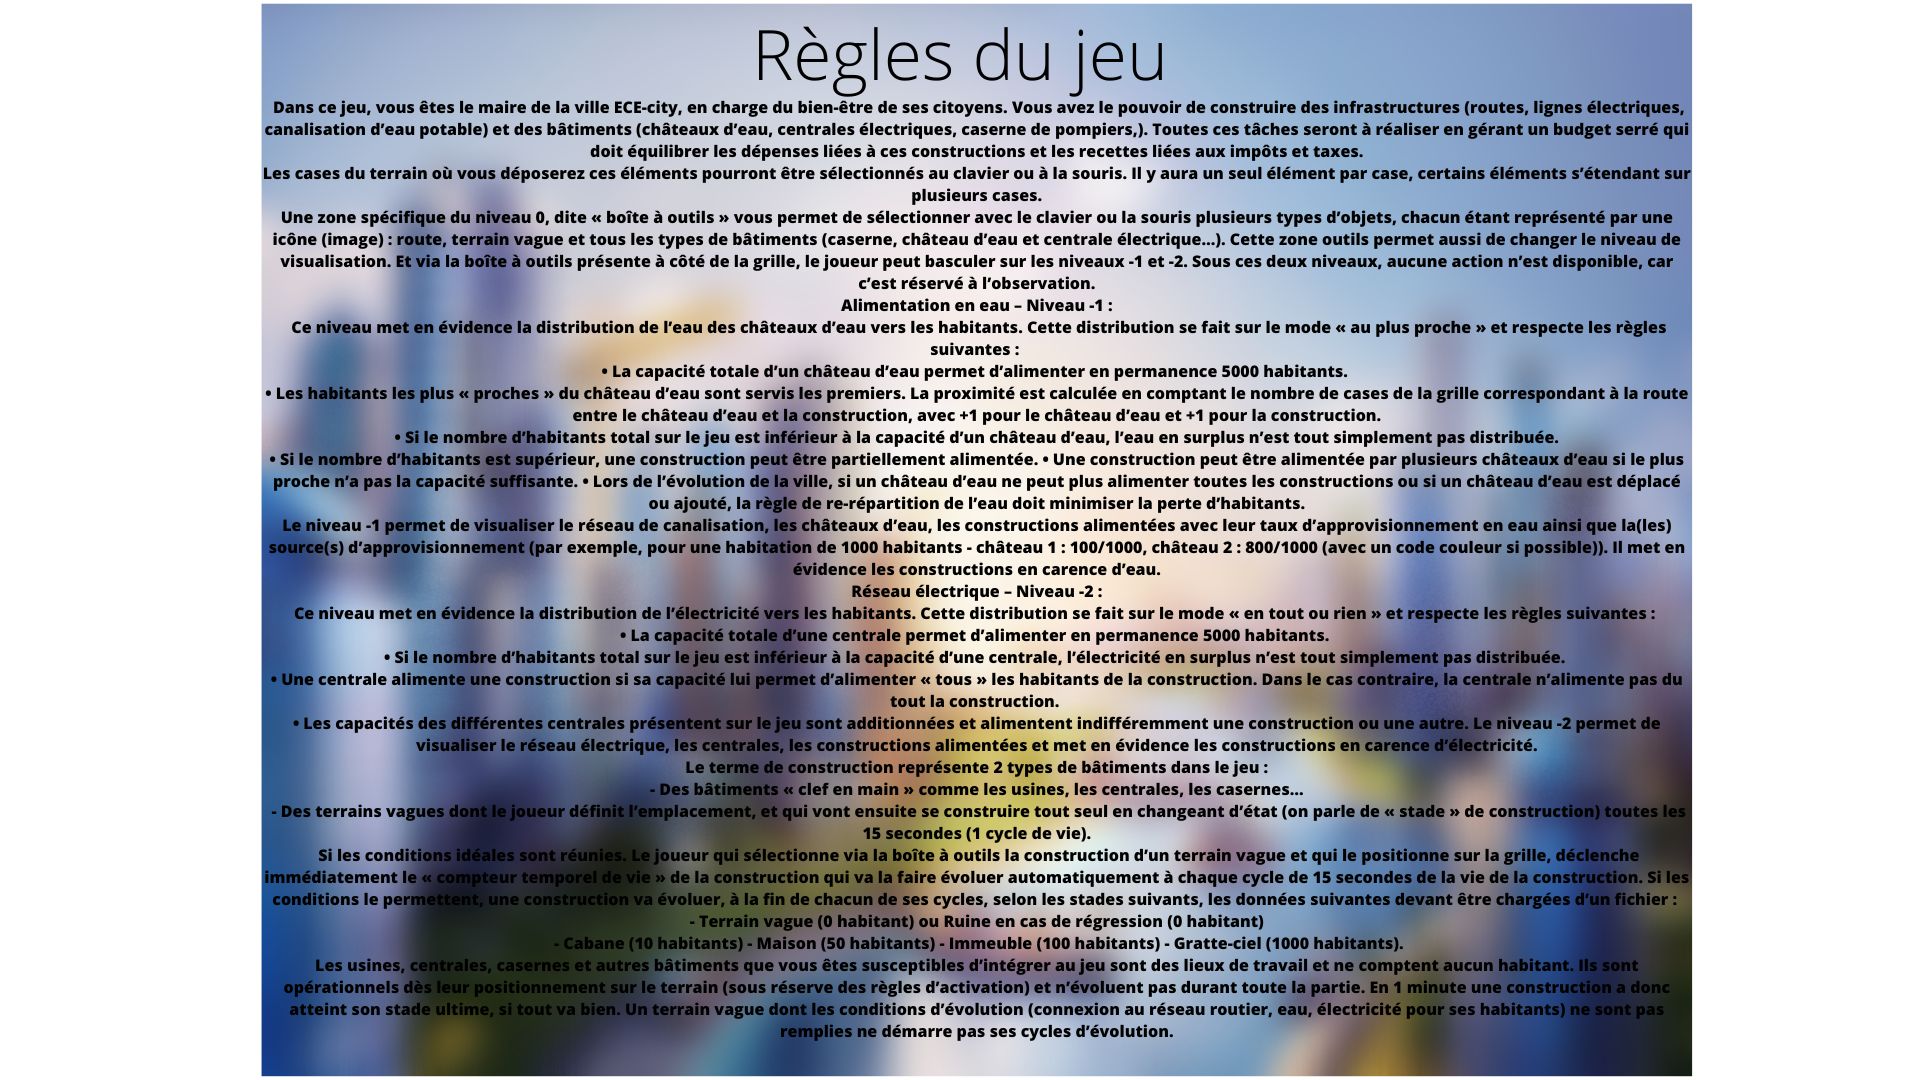 Règles du jeu
Dans ce jeu, vous êtes le maire de la ville ECE-city, en charge du bien-être de ses citoyens. Vous avez le pouvoir de construire des infrastructures (routes, lignes électriques,
canalisation d’eau potable) et des bâtiments (châteaux d’eau, centrales électriques, caserne de pompiers,). Toutes ces tâches seront à réaliser en gérant un budget serré qui
doit équilibrer les dépenses liées à ces constructions et les recettes liées aux impôts et taxes.
Les cases du terrain où vous déposerez ces éléments pourront être sélectionnés au clavier ou à la souris. Il y aura un seul élément par case, certains éléments s’étendant sur
plusieurs cases.
Une zone spécifique du niveau 0, dite « boîte à outils » vous permet de sélectionner avec le clavier ou la souris plusieurs types d’objets, chacun étant représenté par une
icône (image) : route, terrain vague et tous les types de bâtiments (caserne, château d’eau et centrale électrique...). Cette zone outils permet aussi de changer le niveau de
visualisation. Et via la boîte à outils présente à côté de la grille, le joueur peut basculer sur les niveaux -1 et -2. Sous ces deux niveaux, aucune action n’est disponible, car
c’est réservé à l’observation.
Alimentation en eau – Niveau -1 :
Ce niveau met en évidence la distribution de l’eau des châteaux d’eau vers les habitants. Cette distribution se fait sur le mode « au plus proche » et respecte les règles
suivantes :
• La capacité totale d’un château d’eau permet d’alimenter en permanence 5000 habitants.
• Les habitants les plus « proches » du château d’eau sont servis les premiers. La proximité est calculée en comptant le nombre de cases de la grille correspondant à la route
entre le château d’eau et la construction, avec +1 pour le château d’eau et +1 pour la construction.
• Si le nombre d’habitants total sur le jeu est inférieur à la capacité d’un château d’eau, l’eau en surplus n’est tout simplement pas distribuée.
• Si le nombre d’habitants est supérieur, une construction peut être partiellement alimentée. • Une construction peut être alimentée par plusieurs châteaux d’eau si le plus
proche n’a pas la capacité suffisante. • Lors de l’évolution de la ville, si un château d’eau ne peut plus alimenter toutes les constructions ou si un château d’eau est déplacé
ou ajouté, la règle de re-répartition de l’eau doit minimiser la perte d’habitants.
Le niveau -1 permet de visualiser le réseau de canalisation, les châteaux d’eau, les constructions alimentées avec leur taux d’approvisionnement en eau ainsi que la(les)
source(s) d’approvisionnement (par exemple, pour une habitation de 1000 habitants - château 1 : 100/1000, château 2 : 800/1000 (avec un code couleur si possible)). Il met en
évidence les constructions en carence d’eau.
Réseau électrique – Niveau -2 :
Ce niveau met en évidence la distribution de l’électricité vers les habitants. Cette distribution se fait sur le mode « en tout ou rien » et respecte les règles suivantes :
• La capacité totale d’une centrale permet d’alimenter en permanence 5000 habitants.
• Si le nombre d’habitants total sur le jeu est inférieur à la capacité d’une centrale, l’électricité en surplus n’est tout simplement pas distribuée.
• Une centrale alimente une construction si sa capacité lui permet d’alimenter « tous » les habitants de la construction. Dans le cas contraire, la centrale n’alimente pas du
tout la construction.
• Les capacités des différentes centrales présentent sur le jeu sont additionnées et alimentent indifféremment une construction ou une autre. Le niveau -2 permet de
visualiser le réseau électrique, les centrales, les constructions alimentées et met en évidence les constructions en carence d’électricité.
Le terme de construction représente 2 types de bâtiments dans le jeu :
- Des bâtiments « clef en main » comme les usines, les centrales, les casernes...
- Des terrains vagues dont le joueur définit l’emplacement, et qui vont ensuite se construire tout seul en changeant d’état (on parle de « stade » de construction) toutes les
15 secondes (1 cycle de vie).
Si les conditions idéales sont réunies. Le joueur qui sélectionne via la boîte à outils la construction d’un terrain vague et qui le positionne sur la grille, déclenche
immédiatement le « compteur temporel de vie » de la construction qui va la faire évoluer automatiquement à chaque cycle de 15 secondes de la vie de la construction. Si les
conditions le permettent, une construction va évoluer, à la fin de chacun de ses cycles, selon les stades suivants, les données suivantes devant être chargées d’un fichier :
- Terrain vague (0 habitant) ou Ruine en cas de régression (0 habitant)
- Cabane (10 habitants) - Maison (50 habitants) - Immeuble (100 habitants) - Gratte-ciel (1000 habitants).
Les usines, centrales, casernes et autres bâtiments que vous êtes susceptibles d’intégrer au jeu sont des lieux de travail et ne comptent aucun habitant. Ils sont
opérationnels dès leur positionnement sur le terrain (sous réserve des règles d’activation) et n’évoluent pas durant toute la partie. En 1 minute une construction a donc
atteint son stade ultime, si tout va bien. Un terrain vague dont les conditions d’évolution (connexion au réseau routier, eau, électricité pour ses habitants) ne sont pas
remplies ne démarre pas ses cycles d’évolution.